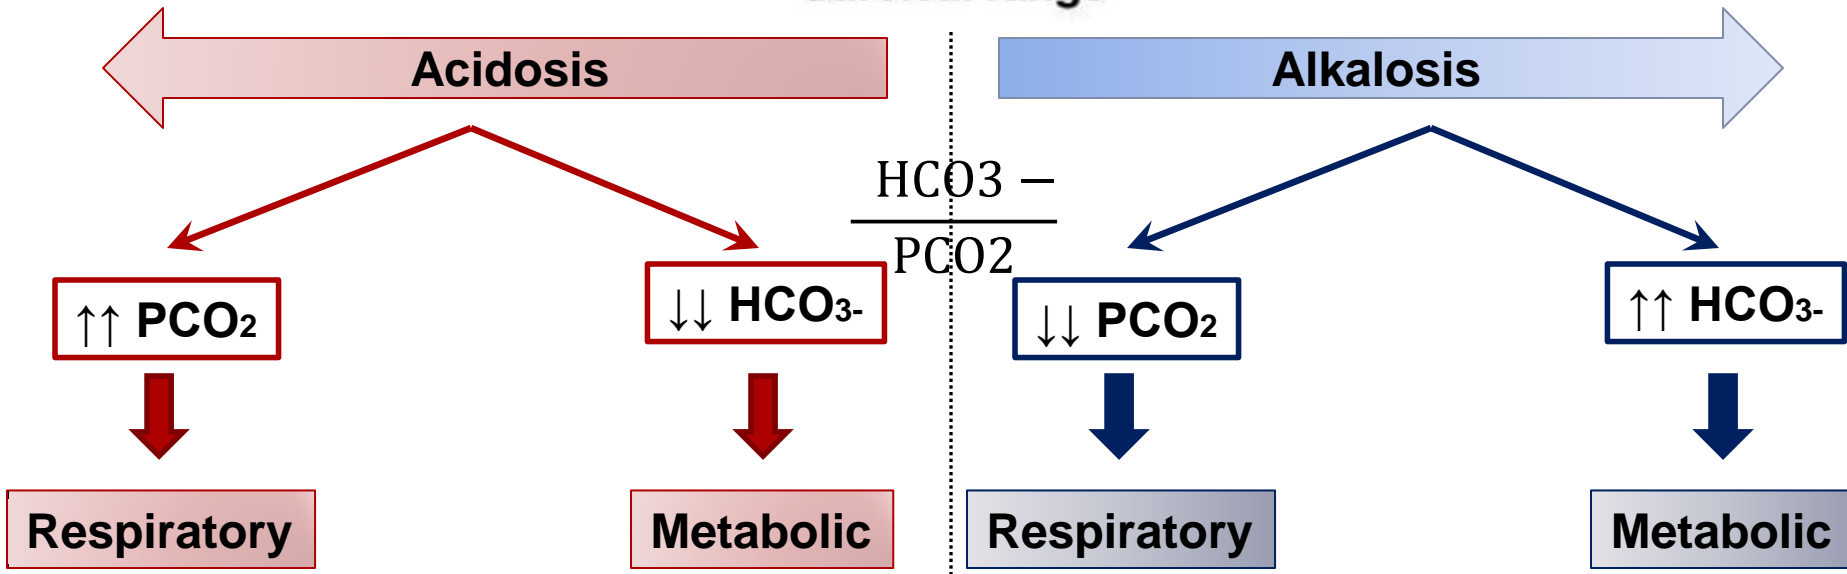 Acidosis
Alkalosis
HCO3 −
PCO2
↑↑ PCO2
↓↓ HCO3-
↓↓ PCO2
↑↑ HCO3-
Respiratory
Metabolic
Respiratory
Metabolic